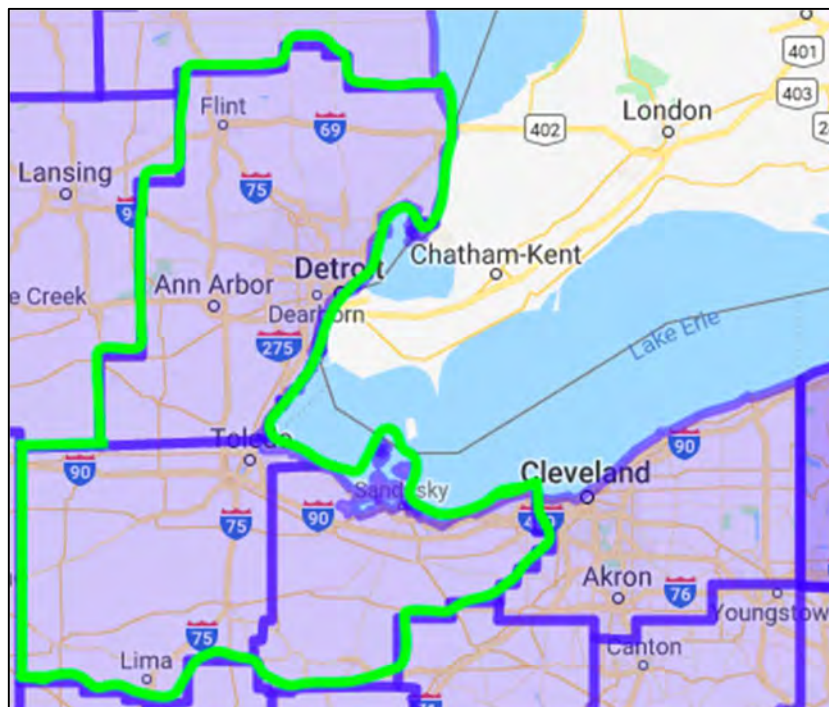 401
403
London
402
Flint
69
Lansing
75
9
Chatham-Kent
Detroit
e Creek
Ann Arbor
Dearborn
275
Lake Erie
90
Toledo
90
Cleveland
Sandusky
75
90
Akron
76
Youngstow
75
Lima
Canton